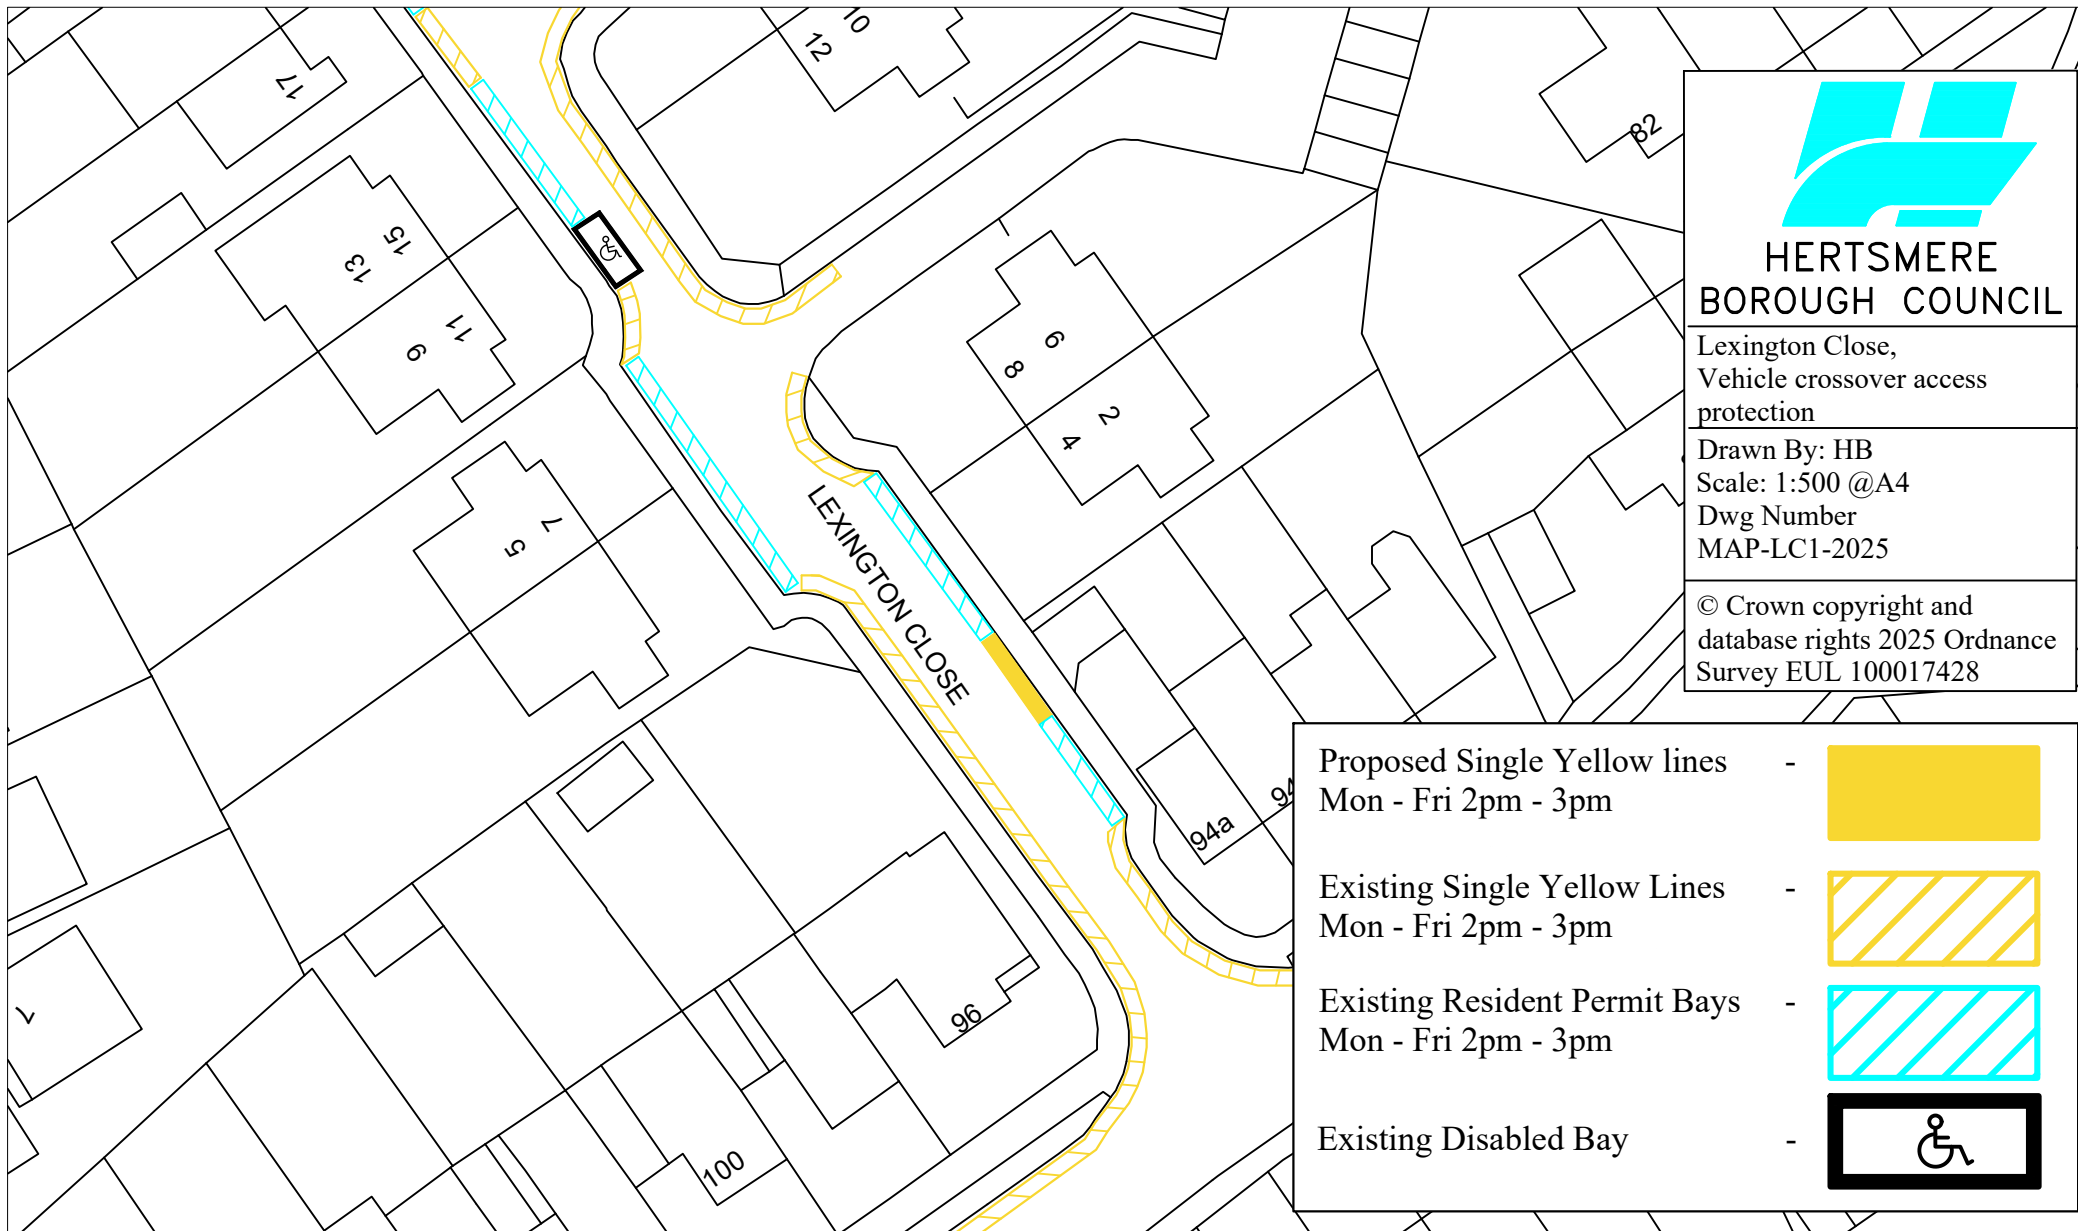 10
12
17
82
15
13
11
9
6
8
2
4
7
5
LEXINGTON CLOSE
94
94a
96
100
7
HERTSMERE
BOROUGH COUNCIL
Lexington Close,
Vehicle crossover access
protection
Drawn By: HB
Scale: 1:500 @A4
Dwg Number
MAP-LC1-2025
© Crown copyright and
database rights 2025 Ordnance
Survey EUL 100017428
Proposed Single Yellow lines -
Mon - Fri 2pm - 3pm
Existing Single Yellow Lines -
Mon - Fri 2pm - 3pm
Existing Resident Permit Bays -
Mon - Fri 2pm - 3pm
Existing Disabled Bay -